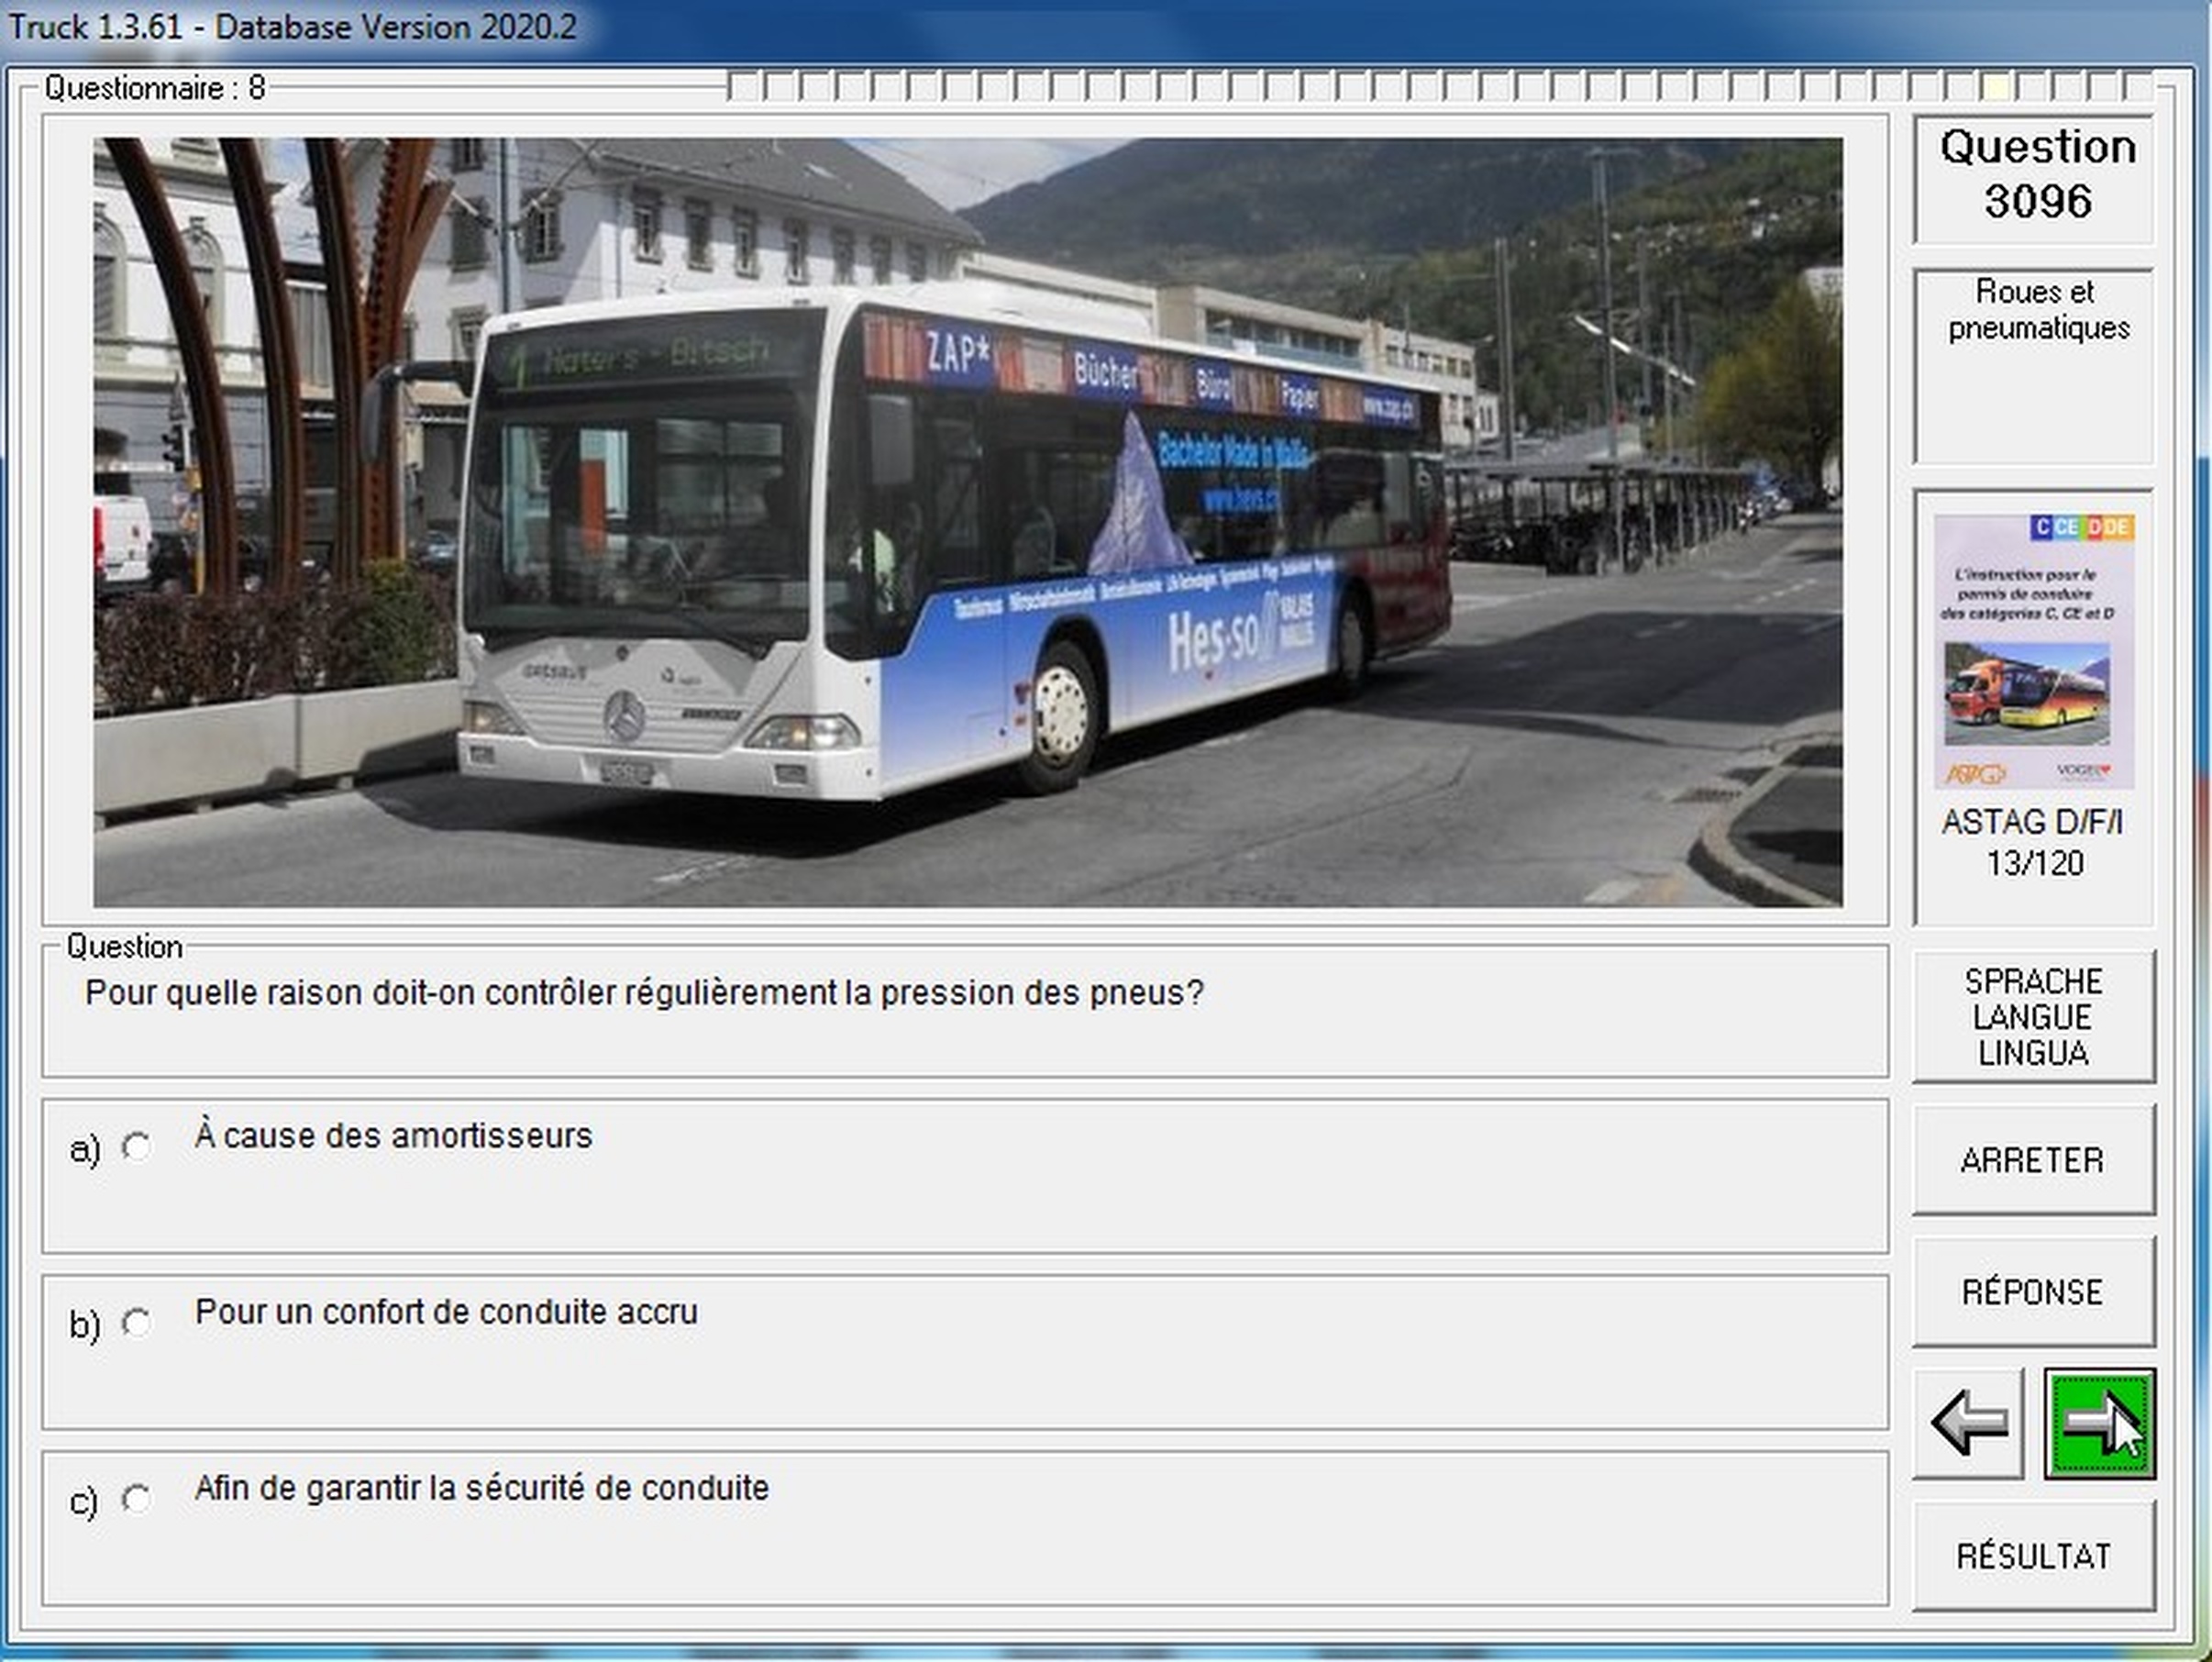 Truck 1.3.61 - Database Version 2020.2
Questionnaire : 8
Question
3096
Roues et
pneumatiques
ZAP*
Bücher
Büro
Papier
www.zap.ch
Bachelor Made in Wallis
www.hevs.ch
Hes-so
VALAIS
WALLIS
C CE D DE
L'instruction pour le
permis de conduire
des catégories C, CE et D
ASTAG
VOGEL
ASTAG D/F/I
13/120
Question
Pour quelle raison doit-on contrôler régulièrement la pression des pneus?
a) À cause des amortisseurs
b) Pour un confort de conduite accru
c) Afin de garantir la sécurité de conduite
SPRACHE
LANGUE
LINGUA
ARRETER
RÉPONSE
RÉSULTAT